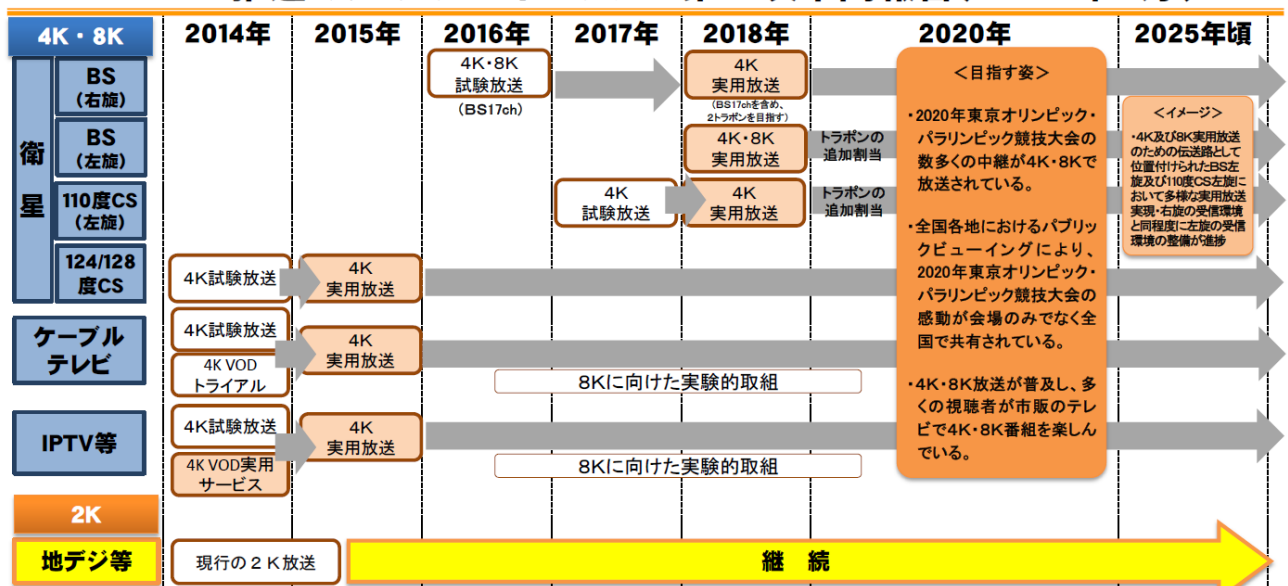 4K・8K
2014年
2015年
2016年
2017年
2018年
2020年
2025年頃
衛星
BS
(右旋)
4K・8K
試験放送
(BS17ch)
4K
実用放送
(BS17chを含め、
2トラポンを目指す)
BS
(左旋)
4K・8K
実用放送
トラポンの
追加割当
110度CS
(左旋)
4K
試験放送
4K
実用放送
トラポンの
追加割当
124/128
度CS
4K試験放送
4K
実用放送
ケーブル
テレビ
4K試験放送
4K VOD
トライアル
4K
実用放送
8Kに向けた実験的取組
IPTV等
4K試験放送
4K VOD実用
サービス
4K
実用放送
8Kに向けた実験的取組
<目指す姿>
・2020年東京オリンピック・
パラリンピック競技大会の
数多くの中継が4K・8Kで
放送されている。
・全国各地におけるパブリッ
クビューイングにより、
2020年東京オリンピック・
パラリンピック競技大会の
感動が会場のみでなく全
国で共有されている。
・4K・8K放送が普及し、多
くの視聴者が市販のテレ
ビで4K・8K番組を楽しん
でいる。
<イメージ>
・4K及び8K実用放送
のための伝送路として
位置付けられたBS左
旋及び110度CS左旋に
おいて多様な実用放送
実現・右旋の受信環境
と同程度に左旋の受信
環境の整備が進捗
2K
地デジ等
現行の2K放送
継 続